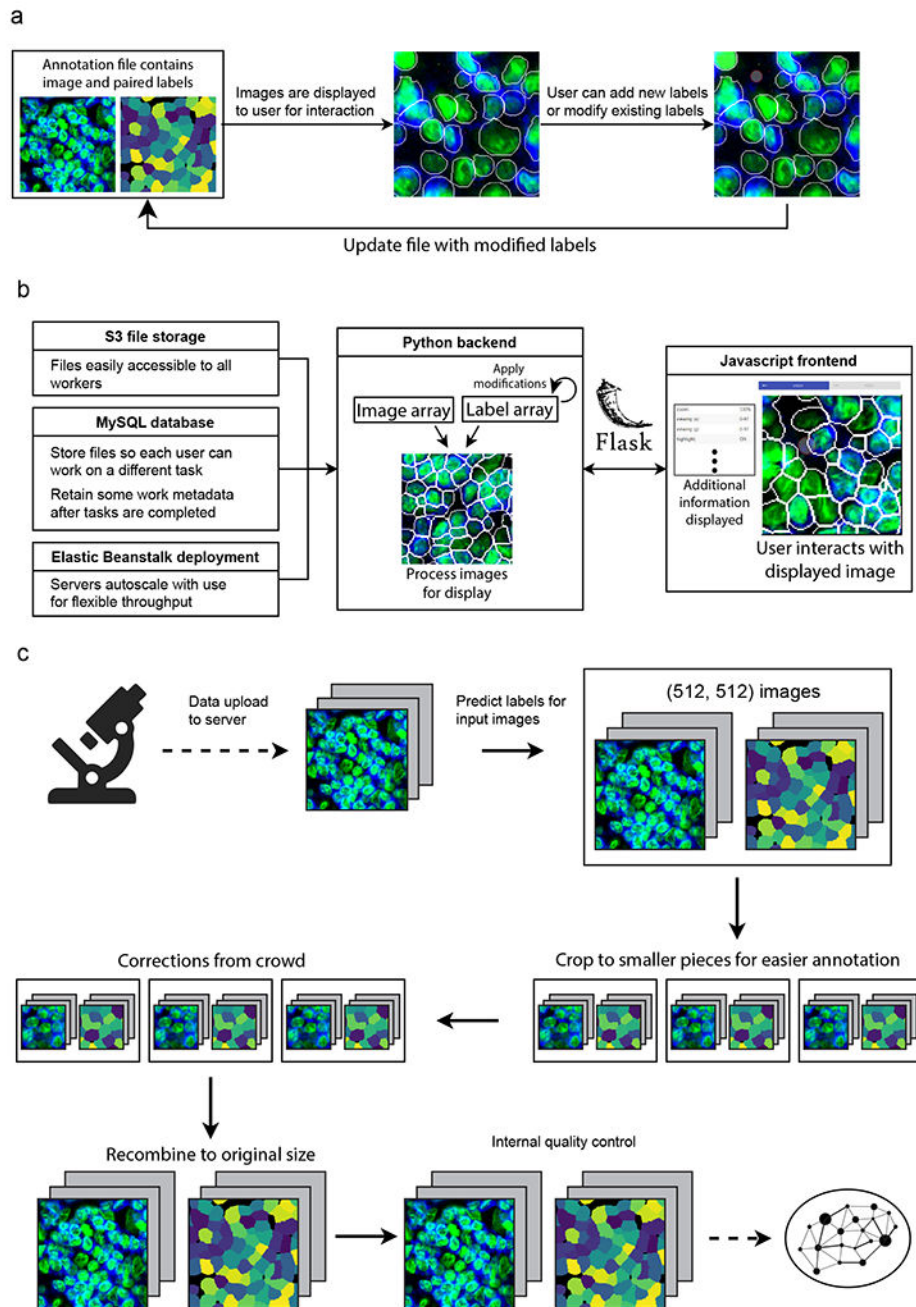 a
Annotation file contains
image and paired labels
Images are displayed
to user for interaction
User can add new labels
or modify existing labels
Update file with modified labels
b
S3 file storage
Files easily accessible to all
workers
MySQL database
Store files so each user can
work on a different task
Retain some work metadata
after tasks are completed
Elastic Beanstalk deployment
Servers autoscale with use
for flexible throughput
Python backend
Apply
modifications
Image array
Label array
Process images
for display
Flask
Javascript frontend
zoom: 100%
highlight: ON
Additional
information
displayed
User interacts with
displayed image
c
Data upload
to server
Predict labels for
input images
(512, 512) images
Crop to smaller pieces for easier annotation
Corrections from crowd
Recombine to original size
Internal quality control